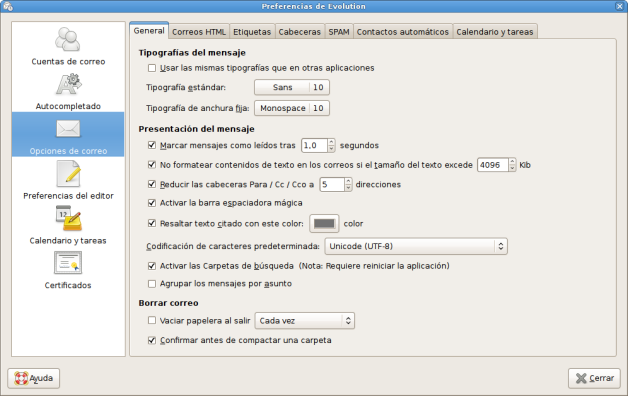 Preferencias de Evolution
Cuentas de correo
Autocompletado
Opciones de correo
Preferencias del editor
12
Calendario y tareas
Certificados
General Correos HTML Etiquetas Cabeceras SPAM Contactos automáticos Calendario y tareas
Tipografías del mensaje
Usar las mismas tipografías que en otras aplicaciones
Tipografía estándar: Sans 10
Tipografía de anchura fija: Monospace 10
Presentación del mensaje
Marcar mensajes como leídos tras 1,0 segundos
No formatear contenidos de texto en los correos si el tamaño del texto excede 4096 Kib
Reducir las cabeceras Para / Cc / Cco a 5 direcciones
Activar la barra espaciadora mágica
Resaltar texto citado con este color: color
Codificación de caracteres predeterminada: Unicode (UTF-8)
Activar las Carpetas de búsqueda (Nota: Requiere reiniciar la aplicación)
Agrupar los mensajes por asunto
Borrar correo
Vaciar papelera al salir Cada vez
Confirmar antes de compactar una carpeta
Ayuda Cerrar